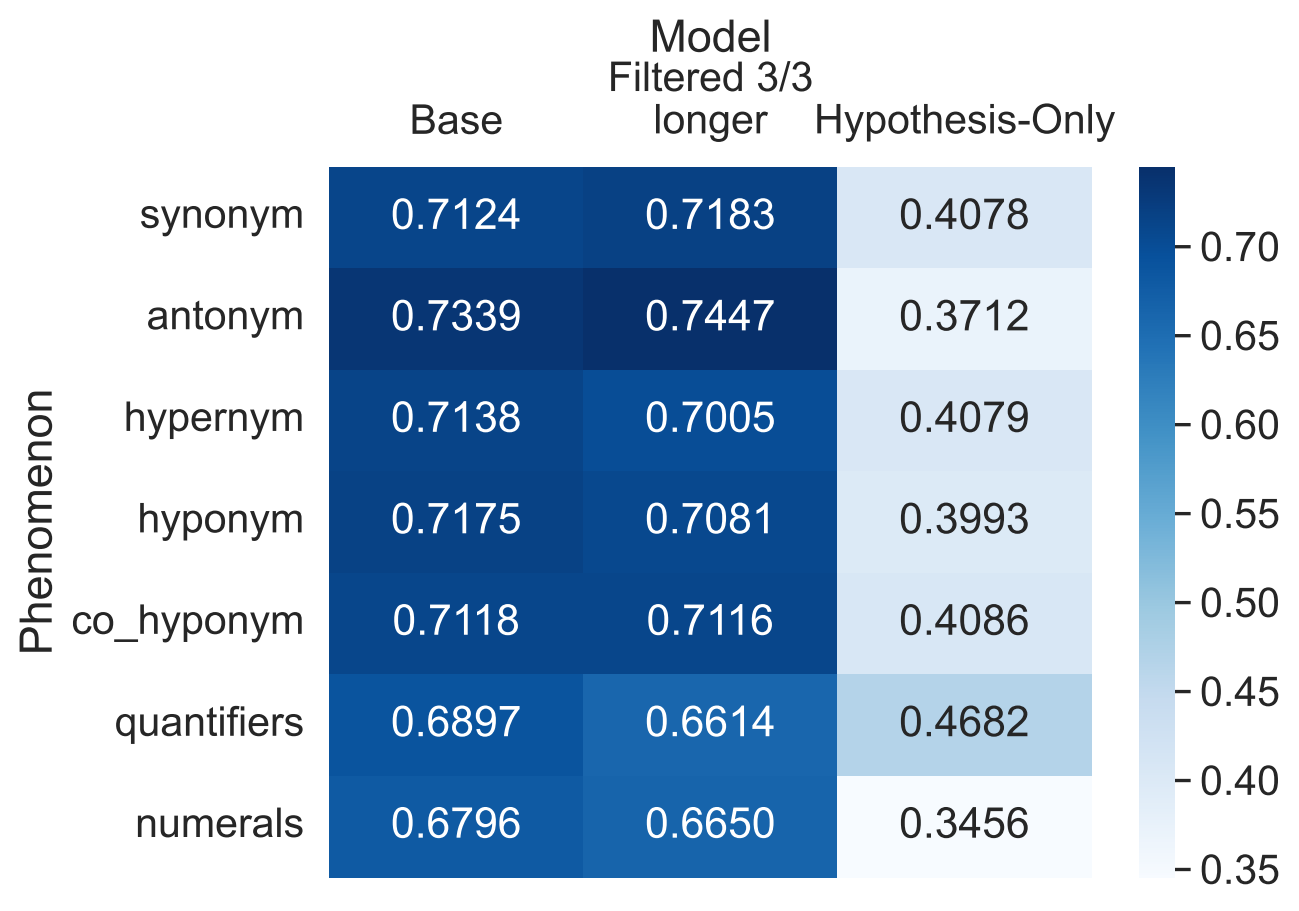 Model
Base
Filtered 3/3
longer
Hypothesis-Only
Phenomenon
synonym 0.7124 0.7183 0.4078
antonym 0.7339 0.7447 0.3712
hypernym 0.7138 0.7005 0.4079
hyponym 0.7175 0.7081 0.3993
co_hyponym 0.7118 0.7116 0.4086
quantifiers 0.6897 0.6614 0.4682
numerals 0.6796 0.6650 0.3456
0.70
0.65
0.60
0.55
0.50
0.45
0.40
0.35